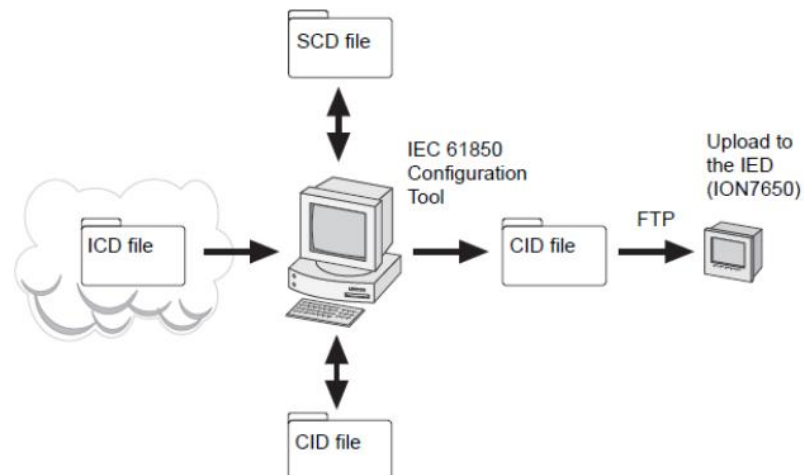 SCD file
IEC 61850
Configuration
Tool
Upload to
the IED
(ION7650)
ICD file
CID file
FTP
CID file